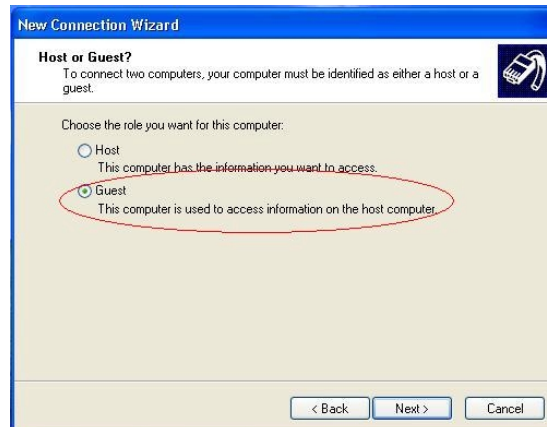 New Connection Wizard
Host or Guest?
To connect two computers, your computer must be identified as either a host or a
guest.
Choose the role you want for this computer:
Host
This computer has the information you want to access.
Guest
This computer is used to access information on the host computer.
< Back Next > Cancel